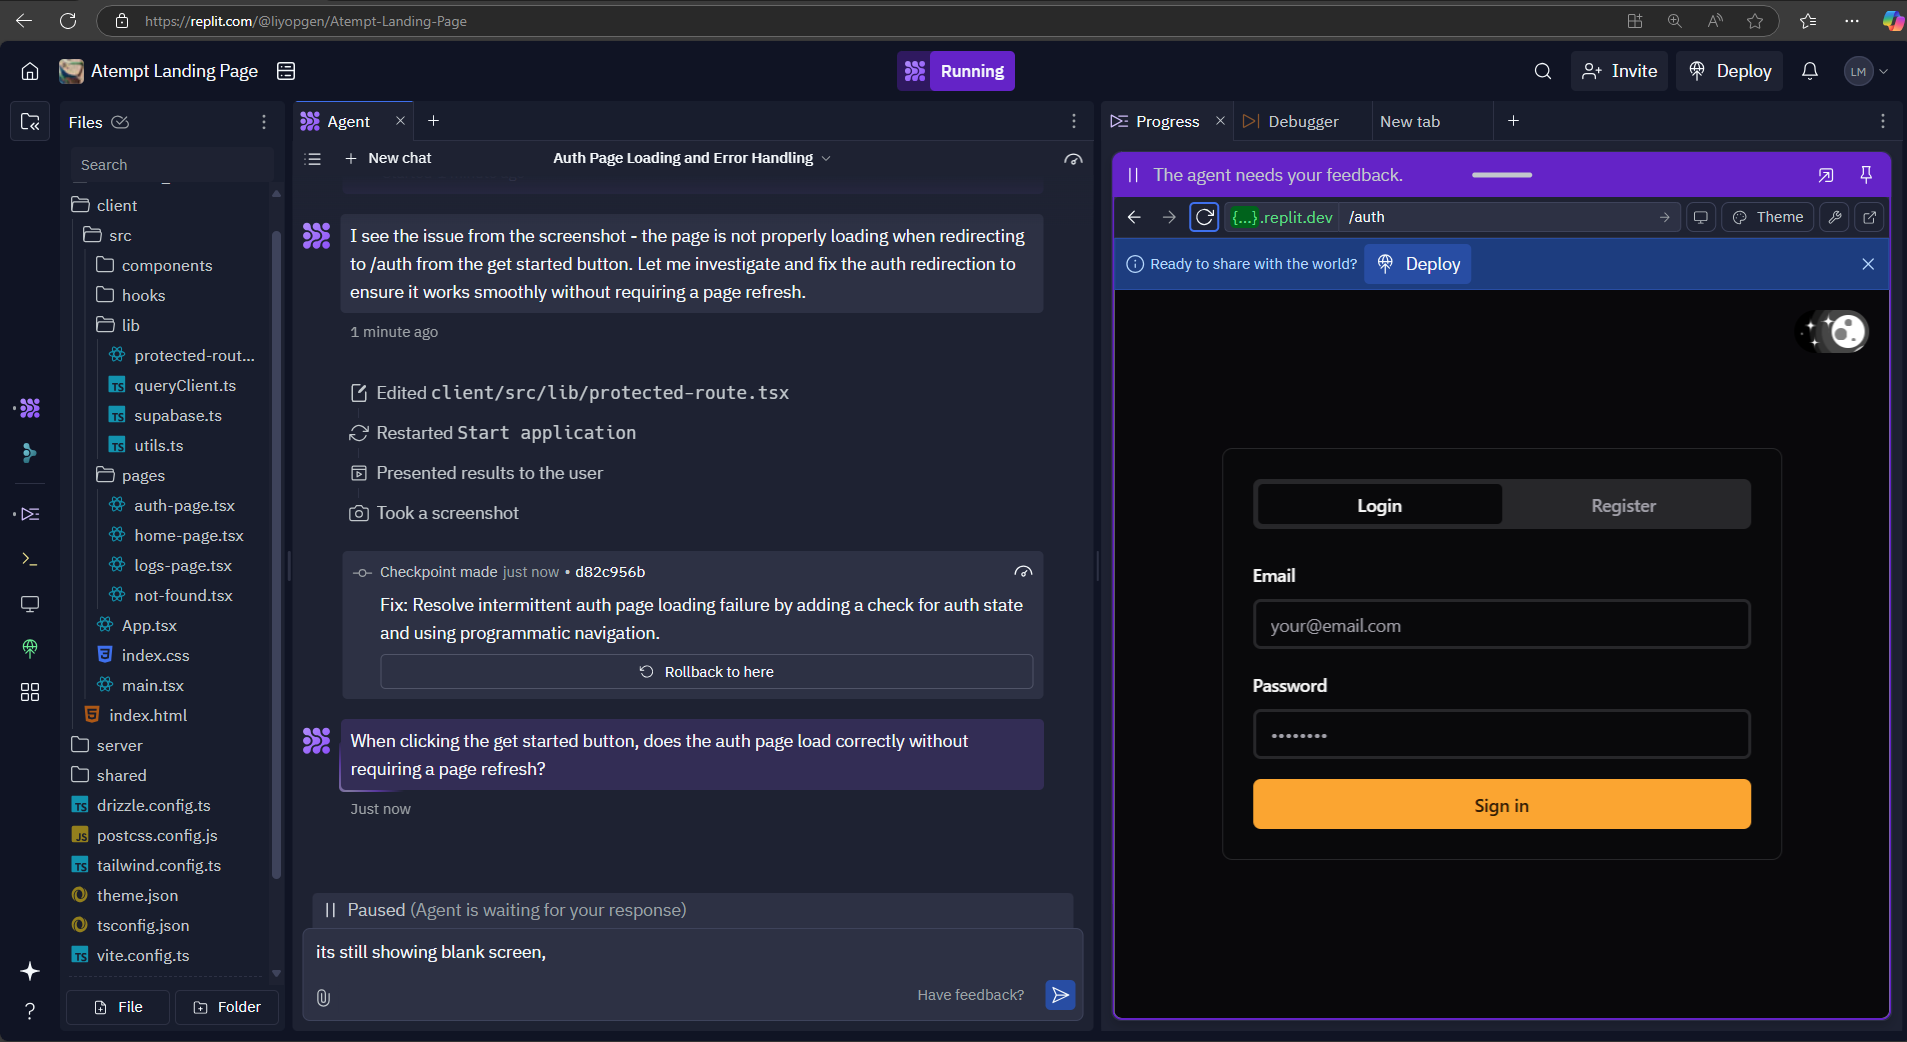 https://replit.com/@liyopgen/Atempt-Landing-Page
Atempt Landing Page
Running
Invite
Deploy
LM
Files
Search
client
src
components
hooks
lib
protected-rout...
queryClient.ts
supabase.ts
utils.ts
pages
auth-page.tsx
home-page.tsx
logs-page.tsx
not-found.tsx
App.tsx
index.css
main.tsx
index.html
server
shared
drizzle.config.ts
postcss.config.js
tailwind.config.ts
theme.json
tsconfig.json
vite.config.ts
File
Folder
Agent
New chat
Auth Page Loading and Error Handling
I see the issue from the screenshot - the page is not properly loading when redirecting
to /auth from the get started button. Let me investigate and fix the auth redirection to
ensure it works smoothly without requiring a page refresh.
1 minute ago
Edited client/src/lib/protected-route.tsx
Restarted Start application
Presented results to the user
Took a screenshot
Checkpoint made just now • d82c956b
Fix: Resolve intermittent auth page loading failure by adding a check for auth state
and using programmatic navigation.
Rollback to here
When clicking the get started button, does the auth page load correctly without
requiring a page refresh?
Just now
Paused (Agent is waiting for your response)
its still showing blank screen,
Have feedback?
Progress
Debugger
New tab
The agent needs your feedback.
{...}.replit.dev
/auth
Theme
Ready to share with the world?
Deploy
Login
Register
Email
your@email.com
Password
••••••••
Sign in